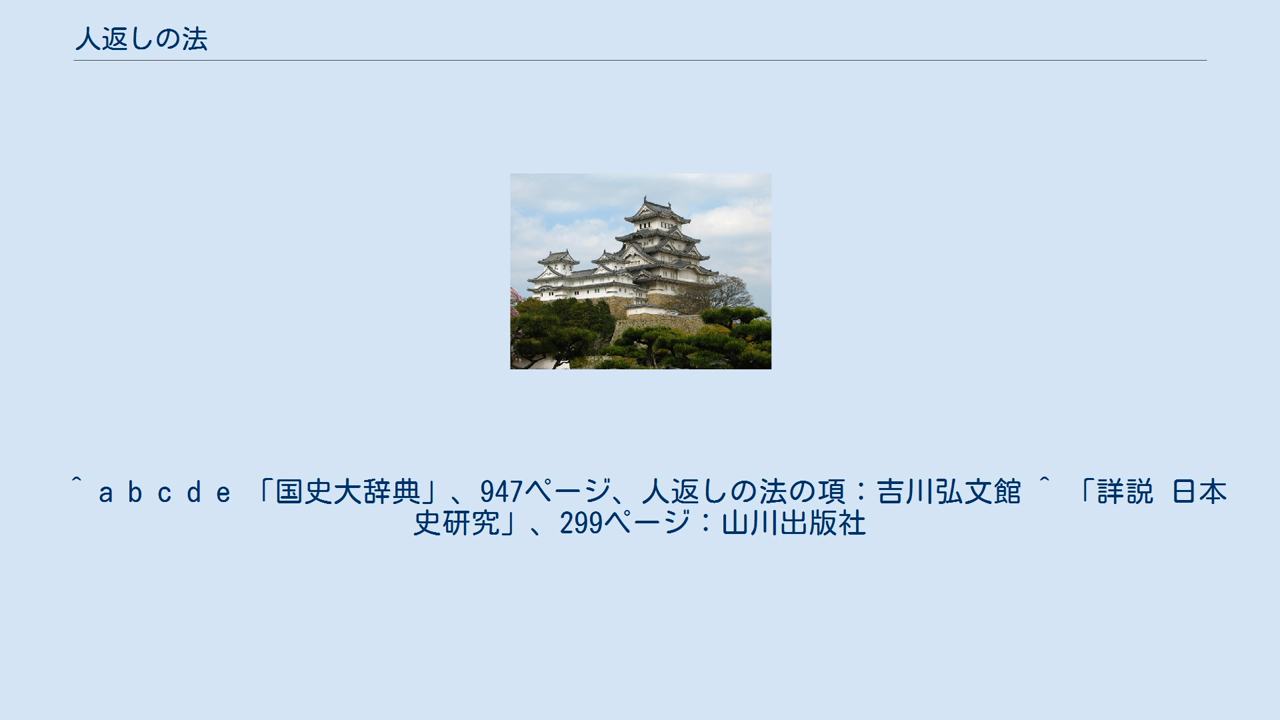 人返しの法
^ a b c d e 「国史大辞典」、947ページ、人返しの法の項：吉川弘文館 ^ 「詳説 日本
史研究」、299ページ：山川出版社